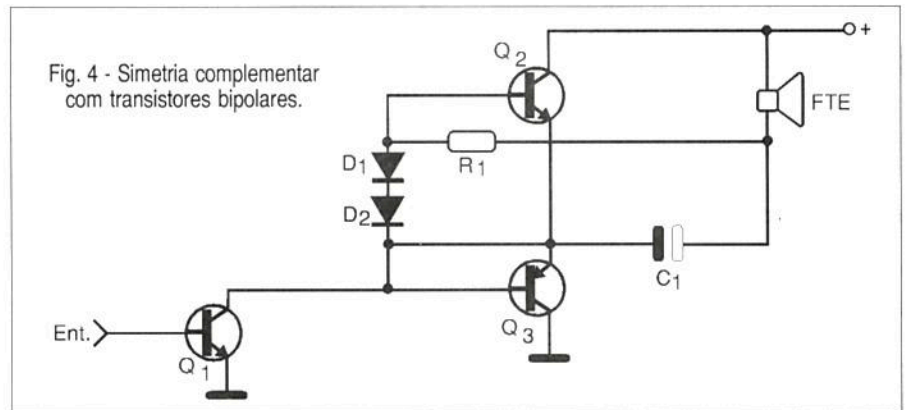 Fig. 4 - Simetria complementar
com transistores bipolares.
Q2
+
FTE
D1
R1
D2
C1
Ent.
Q1
Q3